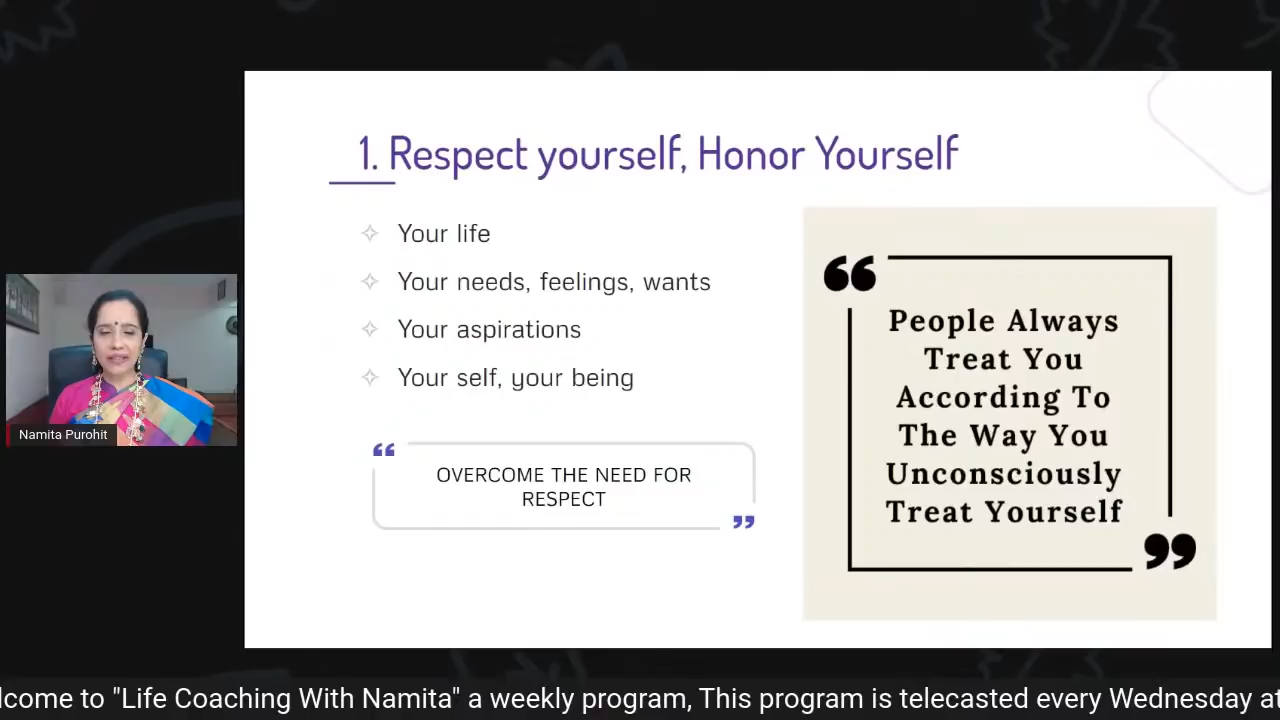 1. Respect yourself, Honor Yourself
Your life
Your needs, feelings, wants
Your aspirations
Your self, your being
“
OVERCOME THE NEED FOR
RESPECT
”
“
People Always
Treat You
According To
The Way You
Unconsciously
Treat Yourself
”
Namita Purohit
lcome to "Life Coaching With Namita" a weekly program, This program is telecasted every Wednesday at